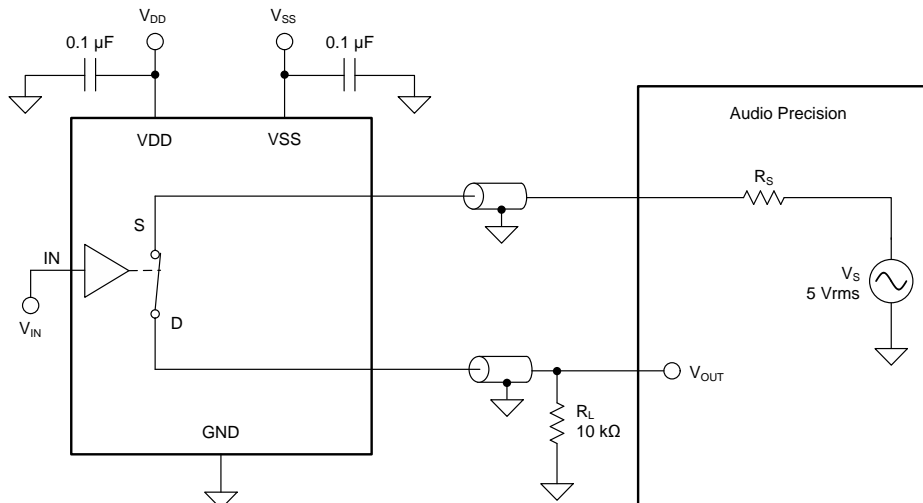 V_DD
V_SS
0.1 µF
0.1 µF
VDD
VSS
Audio Precision
R_S
S
IN
V_IN
D
V_S
5 Vrms
V_OUT
R_L
10 kΩ
GND